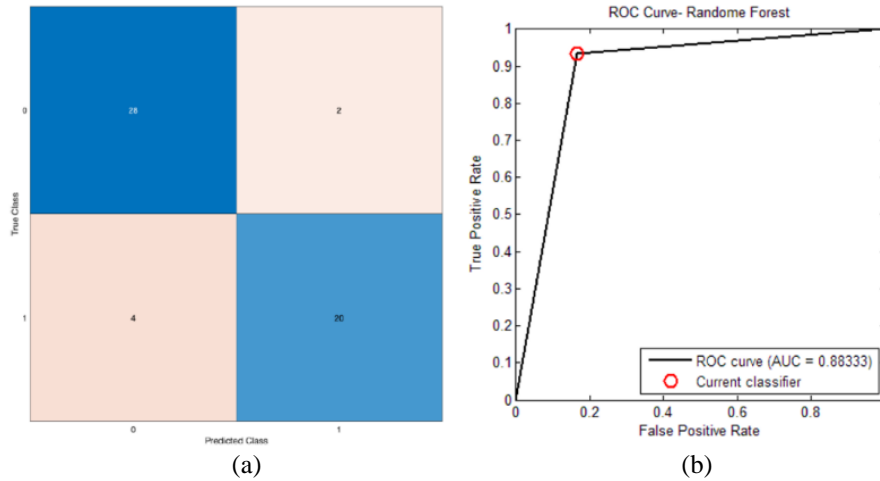 0
28
2
True Class
1
4
20
0
1
Predicted Class
(a)
ROC Curve- Randome Forest
1
0.9
0.8
0.7
0.6
0.5
0.4
0.3
0.2
0.1
0
True Positive Rate
ROC curve (AUC = 0.88333)
Current classifier
0
0.2
0.4
0.6
0.8
False Positive Rate
(b)